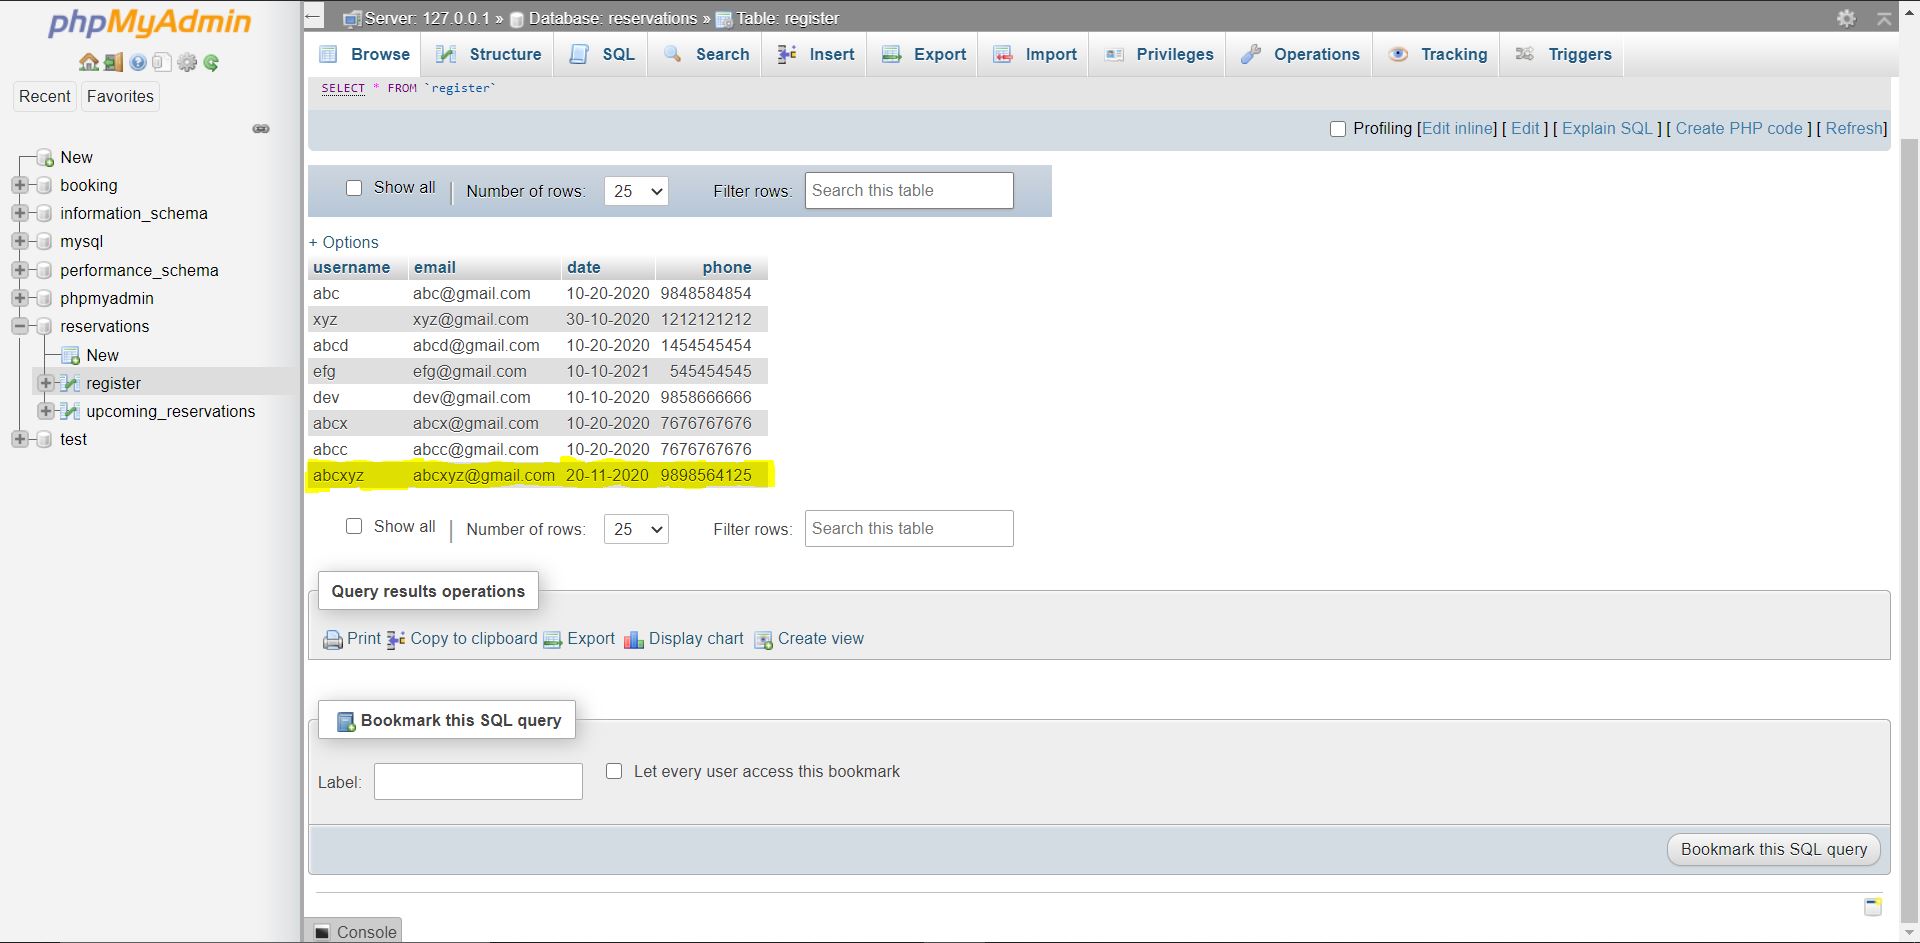 phpMyAdmin
Recent Favorites
New
booking
information_schema
mysql
performance_schema
phpmyadmin
reservations
New
register
upcoming_reservations
test
Server: 127.0.0.1 » Database: reservations » Table: register
Browse Structure SQL Search Insert Export Import Privileges Operations Tracking Triggers
SELECT * FROM `register`
Profiling [Edit inline] [ Edit ] [ Explain SQL ] [ Create PHP code ] [ Refresh]
Show all | Number of rows: 25 Filter rows: Search this table
+ Options
username email date phone
abc abc@gmail.com 10-20-2020 9848584854
xyz xyz@gmail.com 30-10-2020 1212121212
abcd abcd@gmail.com 10-20-2020 1454545454
efg efg@gmail.com 10-10-2021 545454545
dev dev@gmail.com 10-10-2020 9858666666
abcx abcx@gmail.com 10-20-2020 7676767676
abcc abcc@gmail.com 10-20-2020 7676767676
abcxyz abcxyz@gmail.com 20-11-2020 9898564125
Show all | Number of rows: 25 Filter rows: Search this table
Query results operations
Print Copy to clipboard Export Display chart Create view
Bookmark this SQL query
Label: Let every user access this bookmark
Bookmark this SQL query
Console